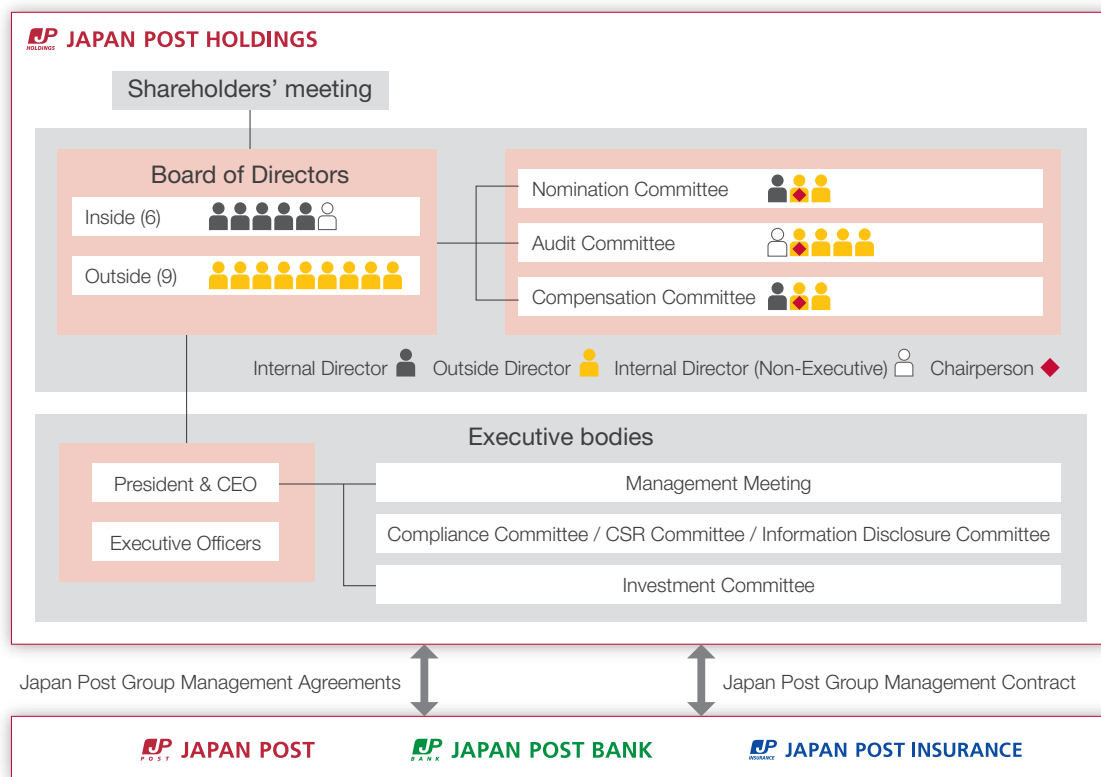 JP HOLDINGS JAPAN POST HOLDINGS
Shareholders' meeting
Board of Directors
Inside (6)
Outside (9)
Nomination Committee
Audit Committee
Compensation Committee
Internal Director Outside Director Internal Director (Non-Executive) Chairperson
Executive bodies
President & CEO
Executive Officers
Management Meeting
Compliance Committee / CSR Committee / Information Disclosure Committee
Investment Committee
Japan Post Group Management Agreements
Japan Post Group Management Contract
JP POST JAPAN POST
JP BANK JAPAN POST BANK
JP INSURANCE JAPAN POST INSURANCE